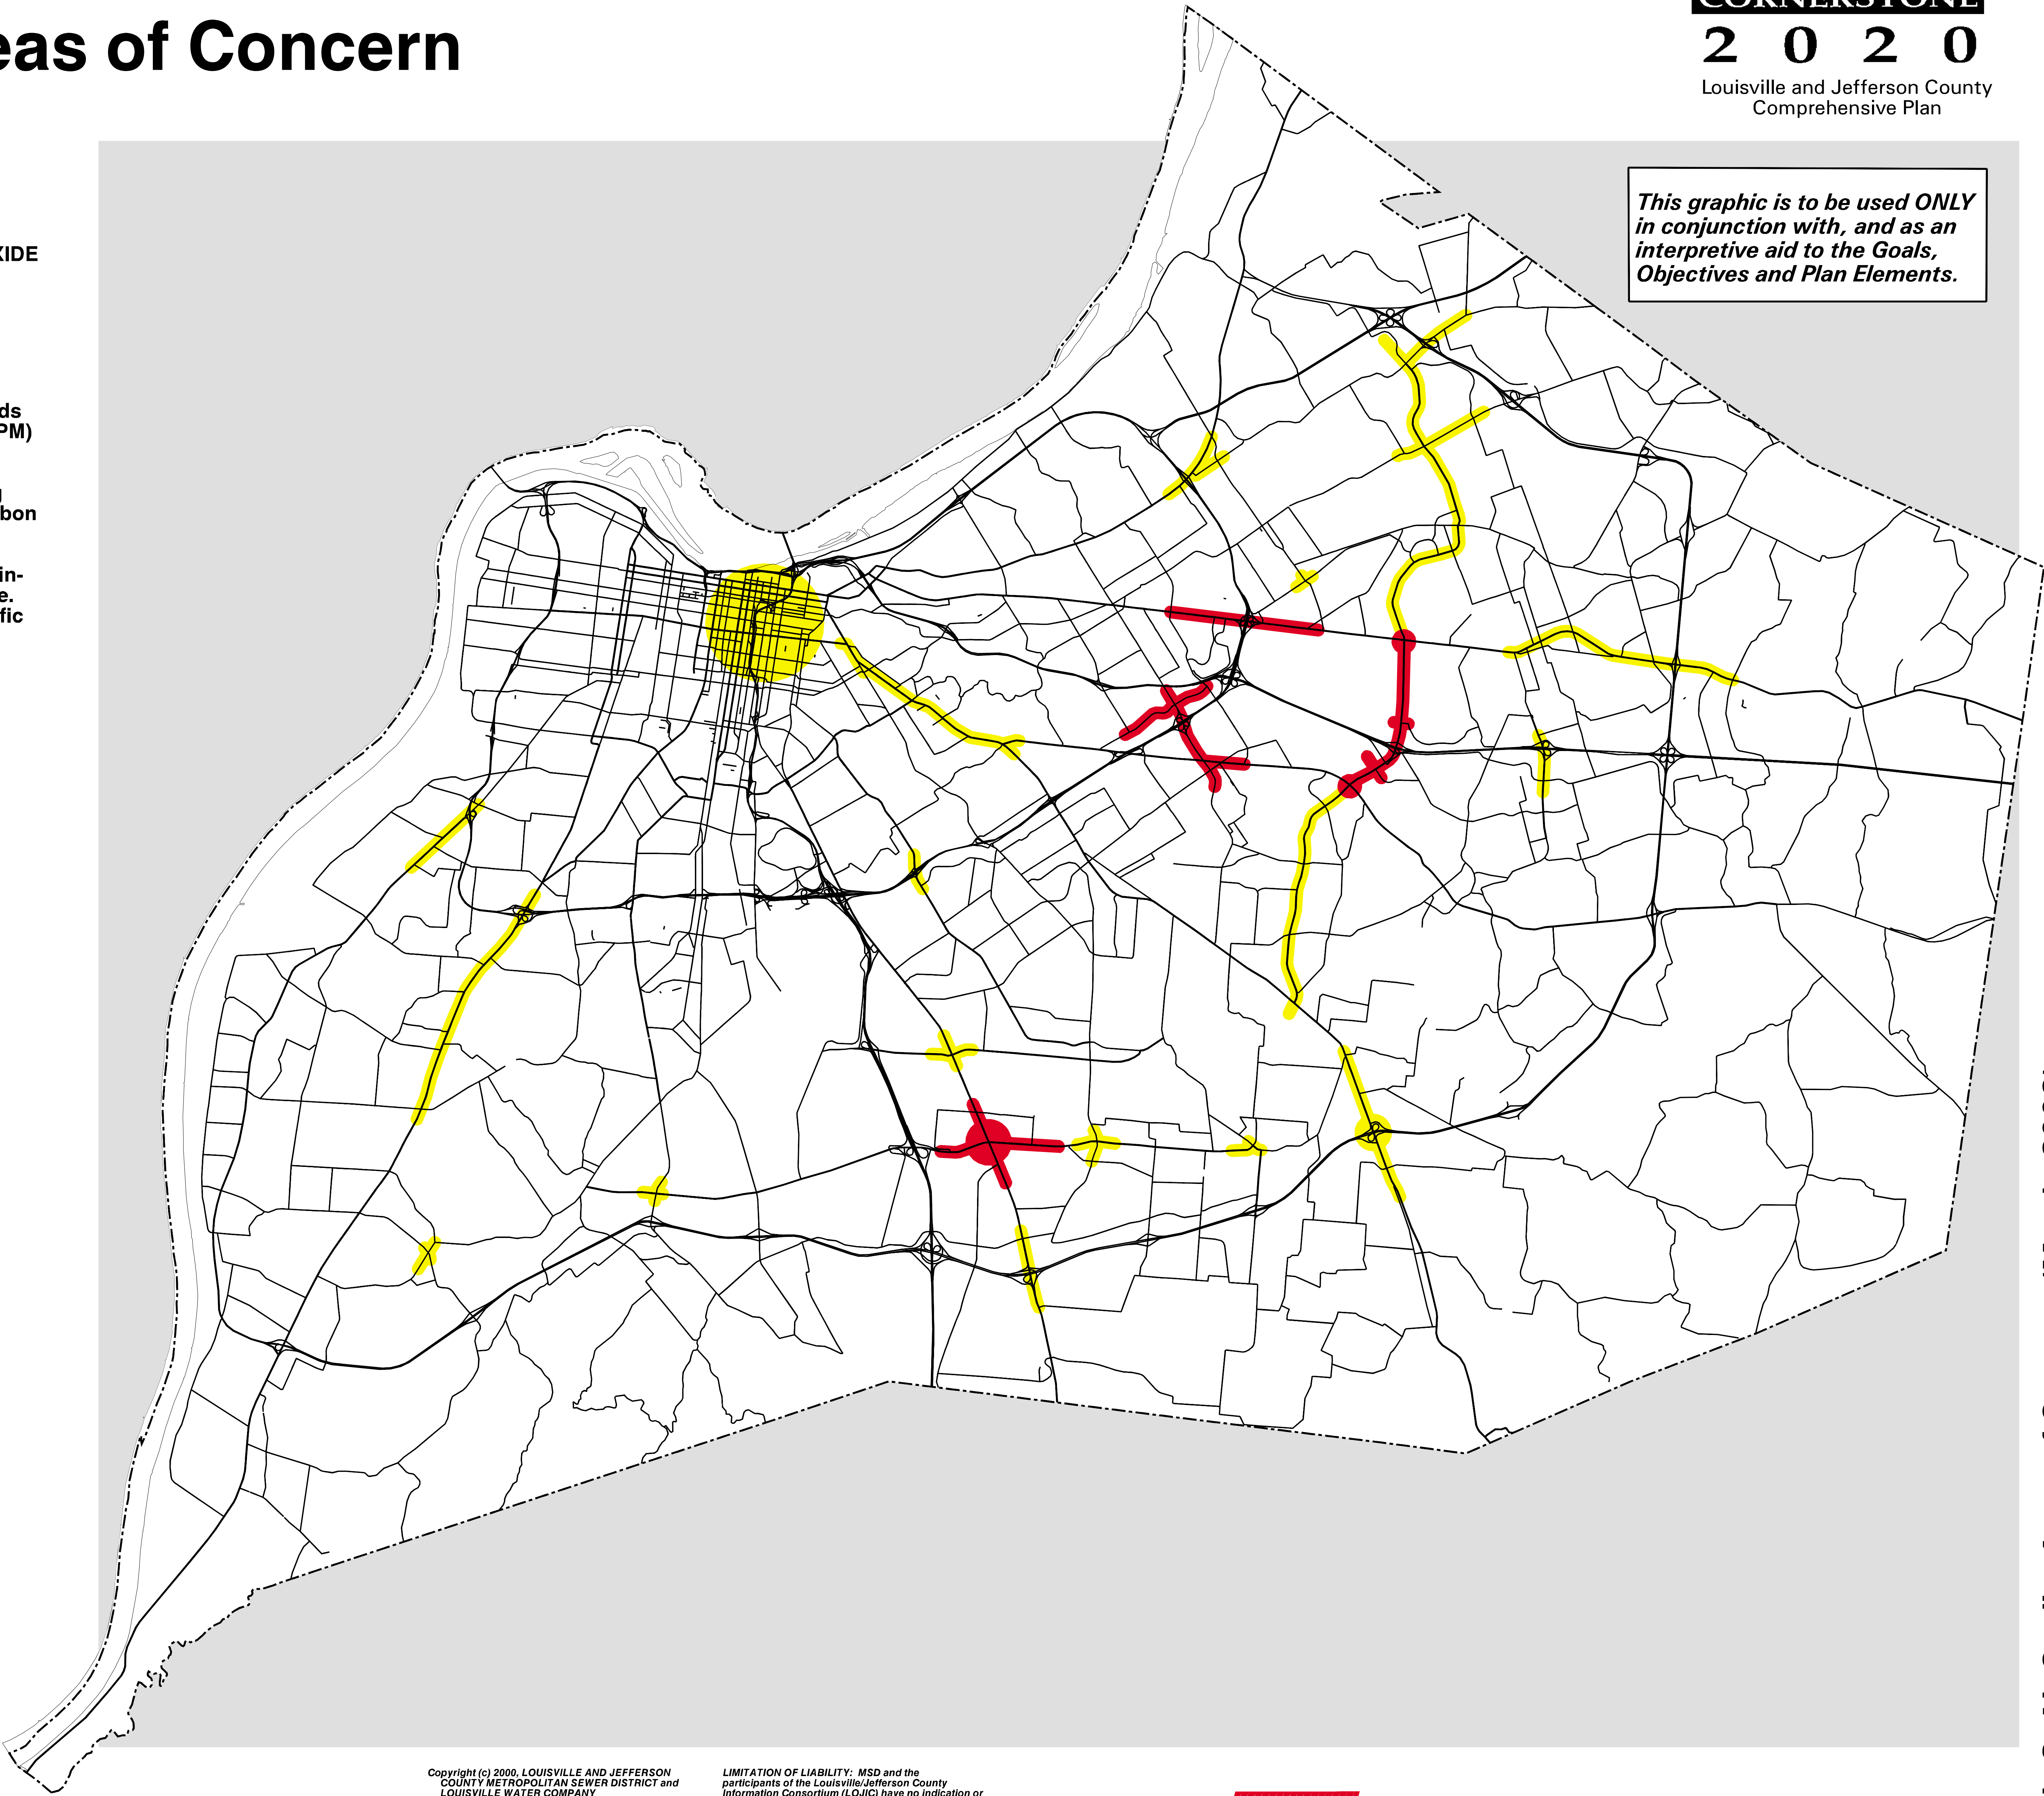 eas of Concern
CORNERSTONE
2 0 2 0
Louisville and Jefferson County
Comprehensive Plan
This graphic is to be used ONLY
in conjunction with, and as an
interpretive aid to the Goals,
Objectives and Plan Elements.
XIDE
ds
PM)
bon
in-
e.
fic
Copyright (c) 2000, LOUISVILLE AND JEFFERSON
COUNTY METROPOLITAN SEWER DISTRICT and
LOUISVILLE WATER COMPANY
LIMITATION OF LIABILITY: MSD and the
participants of the Louisville/Jefferson County
Information Consortium (LOJIC) have no indication or